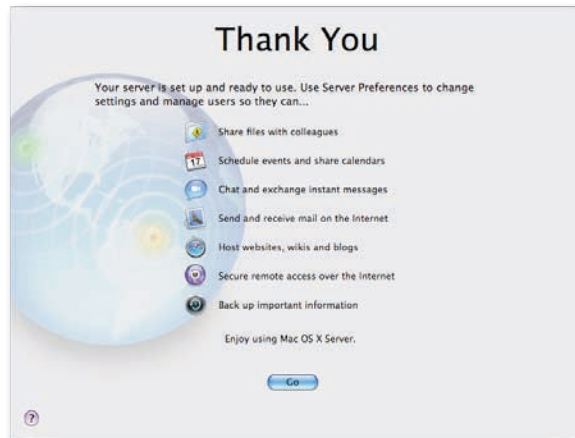 Thank You
Your server is set up and ready to use. Use Server Preferences to change
settings and manage users so they can...
Share files with colleagues
17
Schedule events and share calendars
Chat and exchange instant messages
Send and receive mail on the Internet
Host websites, wikis and blogs
Secure remote access over the Internet
Back up important information
Enjoy using Mac OS X Server.
Go
?